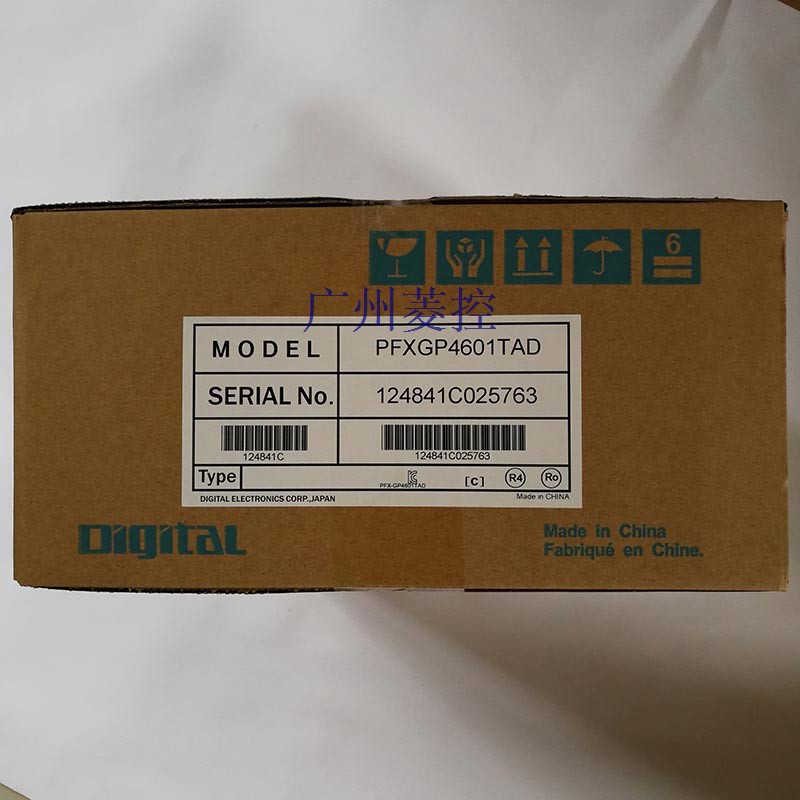 6
广州菱控
MODEL PFXGP4601TAD
SERIAL No. 124841C025763
124841C 124841C025763
Type PFX-GP4601TAD [C] R4 Ro
DIGITAL ELECTRONICS CORP.,JAPAN Made in CHINA
Digital
Made in China
Fabriqué en Chine.